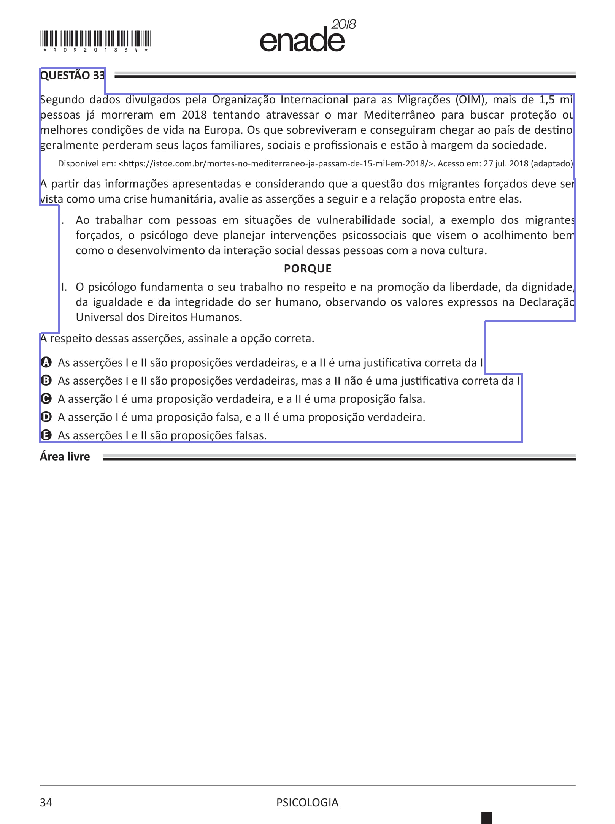 *R0920183 4*
enade 2018
QUESTÃO 33
Segundo dados divulgados pela Organização Internacional para as Migrações (OIM), mais de 1,5 mil
pessoas já morreram em 2018 tentando atravessar o mar Mediterrâneo para buscar proteção ou
melhores condições de vida na Europa. Os que sobreviveram e conseguiram chegar ao país de destino
geralmente perderam seus laços familiares, sociais e profissionais e estão à margem da sociedade.
Disponível em: <https://istoe.com.br/mortes-no-mediterraneo-ja-passam-de-15-mil-em-2018/>. Acesso em: 27 jul. 2018 (adaptado)
A partir das informações apresentadas e considerando que a questão dos migrantes forçados deve ser
vista como uma crise humanitária, avalie as asserções a seguir e a relação proposta entre elas.
. Ao trabalhar com pessoas em situações de vulnerabilidade social, a exemplo dos migrantes
forçados, o psicólogo deve planejar intervenções psicossociais que visem o acolhimento bem
como o desenvolvimento da interação social dessas pessoas com a nova cultura.
PORQUE
I. O psicólogo fundamenta o seu trabalho no respeito e na promoção da liberdade, da dignidade,
da igualdade e da integridade do ser humano, observando os valores expressos na Declaração
Universal dos Direitos Humanos.
A respeito dessas asserções, assinale a opção correta.
A As asserções I e II são proposições verdadeiras, e a II é uma justificativa correta da I
B As asserções I e II são proposições verdadeiras, mas a II não é uma justificativa correta da I
C A asserção I é uma proposição verdadeira, e a II é uma proposição falsa.
D A asserção I é uma proposição falsa, e a II é uma proposição verdadeira.
E As asserções I e II são proposições falsas.
Área livre
34
PSICOLOGIA